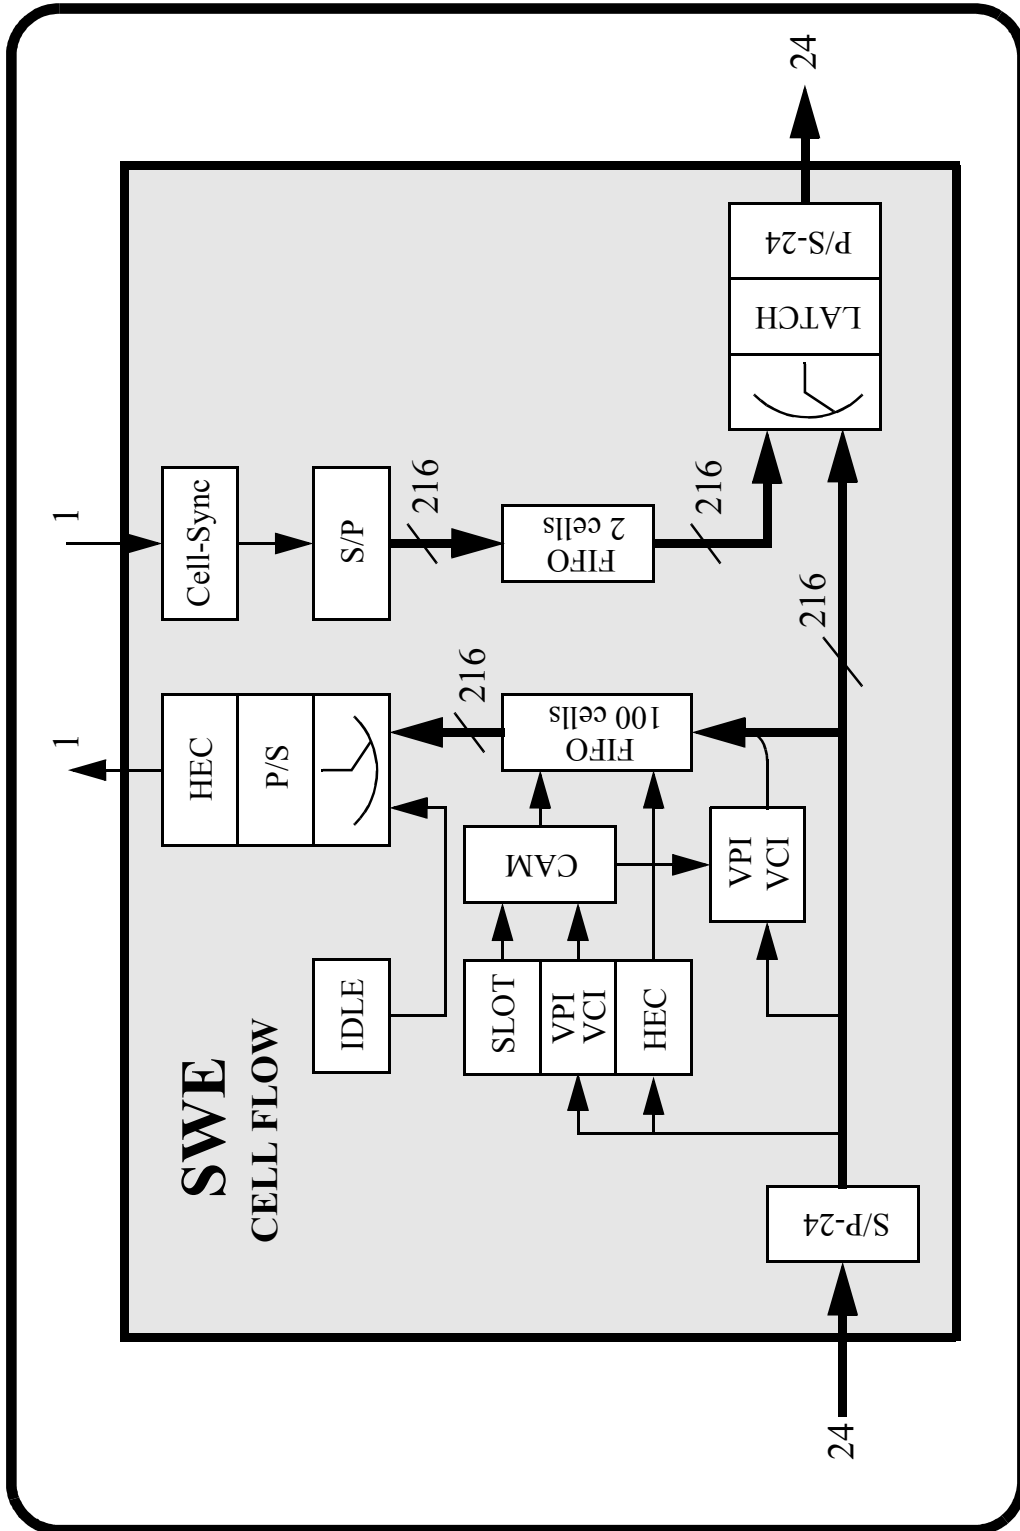 SWE
CELL FLOW
24
S/P-24
IDLE
SLOT
VPI
VCI
HEC
CAM
VPI
VCI
HEC
P/S
1
FIFO
100 cells
216
216
1
Cell-Sync
S/P
216
FIFO
2 cells
216
LATCH
P/S-24
24